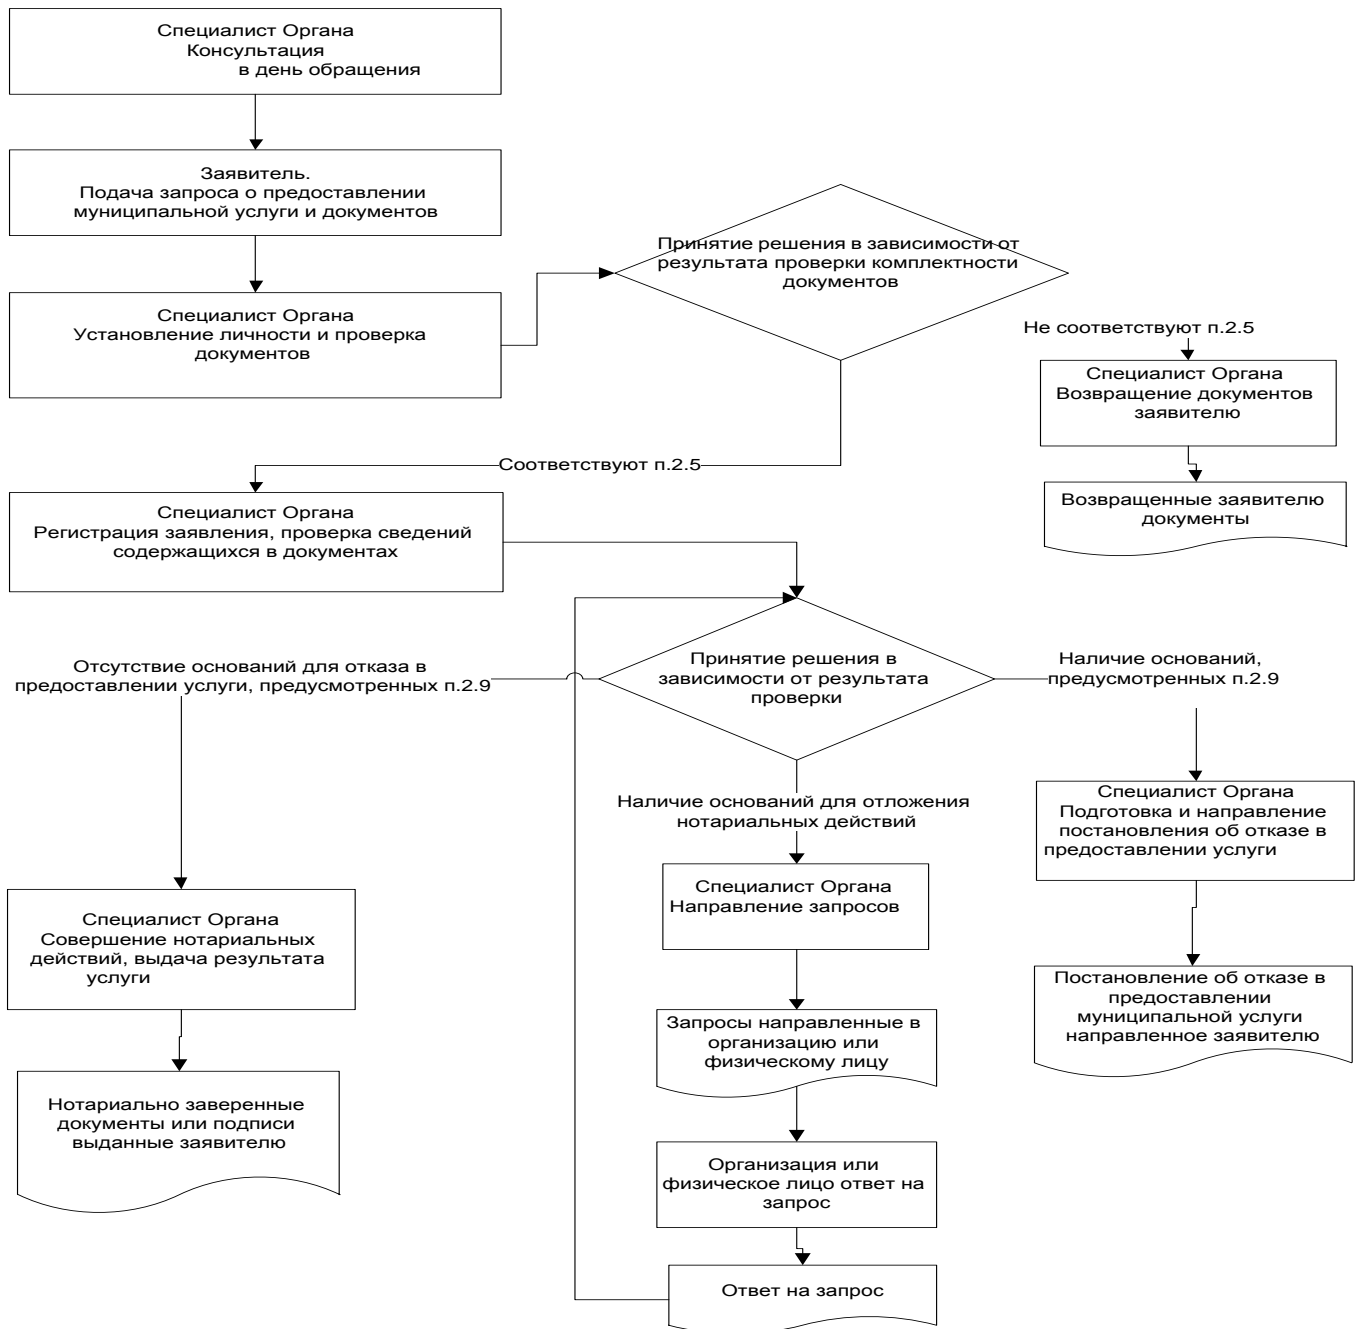 Специалист Органа
Консультация
в день обращения
Заявитель.
Подача запроса о предоставлении
муниципальной услуги и документов
Специалист Органа
Установление личности и проверка
документов
Принятие решения в зависимости от
результата проверки комплектности
документов
Не соответствуют п.2.5
Специалист Органа
Возвращение документов
заявителю
Возвращенные заявителю
документы
Соответствуют п.2.5
Специалист Органа
Регистрация заявления, проверка сведений
содержащихся в документах
Принятие решения в
зависимости от результата
проверки
Отсутствие оснований для отказа в
предоставлении услуги, предусмотренных п.2.9
Наличие оснований,
предусмотренных п.2.9
Наличие оснований для отложения
нотариальных действий
Специалист Органа
Подготовка и направление
постановления об отказе в
предоставлении услуги
Специалист Органа
Направление запросов
Специалист Органа
Совершение нотариальных
действий, выдача результата
услуги
Постановление об отказе в
предоставлении
муниципальной услуги
направленное заявителю
Запросы направленные в
организацию или
физическому лицу
Нотариально заверенные
документы или подписи
выданные заявителю
Организация или
физическое лицо ответ на
запрос
Ответ на запрос